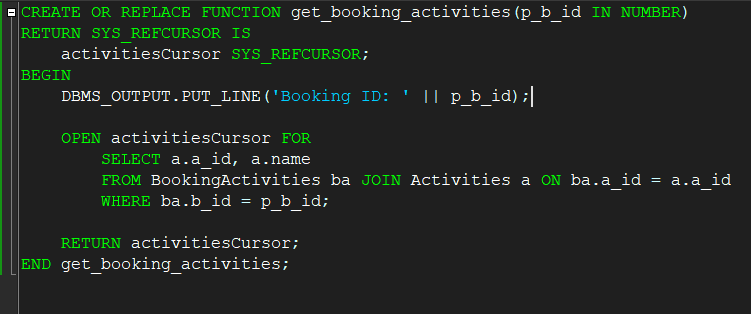 CREATE OR REPLACE FUNCTION get_booking_activities(p_b_id IN NUMBER)
RETURN SYS_REFCURSOR IS
    activitiesCursor SYS_REFCURSOR;
BEGIN
    DBMS_OUTPUT.PUT_LINE('Booking ID: ' || p_b_id);

    OPEN activitiesCursor FOR
        SELECT a.a_id, a.name
        FROM BookingActivities ba JOIN Activities a ON ba.a_id = a.a_id
        WHERE ba.b_id = p_b_id;

    RETURN activitiesCursor;
END get_booking_activities;